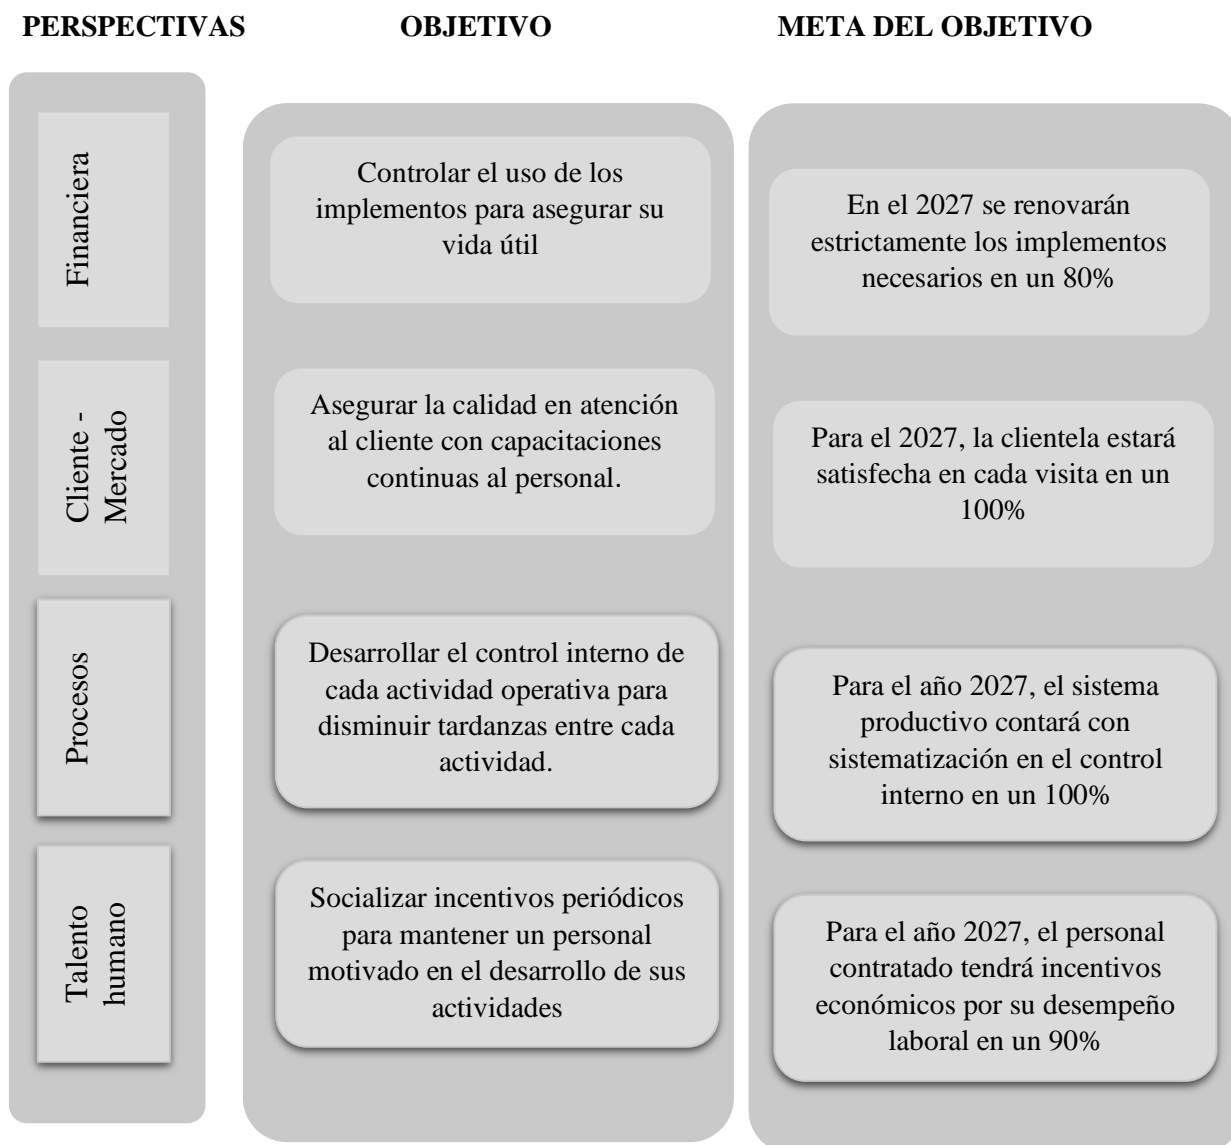 PERSPECTIVAS
OBJETIVO
META DEL OBJETIVO
Financiera
Controlar el uso de los
implementos para asegurar su
vida útil
En el 2027 se renovarán
estrictamente los implementos
necesarios en un 80%
Cliente -
Mercado
Asegurar la calidad en atención
al cliente con capacitaciones
continuas al personal.
Para el 2027, la clientela estará
satisfecha en cada visita en un
100%
Procesos
Desarrollar el control interno de
cada actividad operativa para
disminuir tardanzas entre cada
actividad.
Para el año 2027, el sistema
productivo contará con
sistematización en el control
interno en un 100%
Talento
humano
Socializar incentivos periódicos
para mantener un personal
motivado en el desarrollo de sus
actividades
Para el año 2027, el personal
contratado tendrá incentivos
económicos por su desempeño
laboral en un 90%